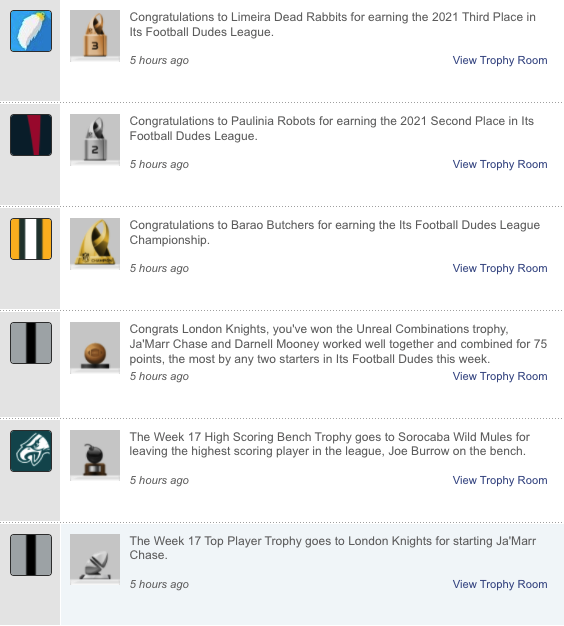 Congratulations to Limeira Dead Rabbits for earning the 2021 Third Place in
Its Football Dudes League.
3
5 hours ago
View Trophy Room
Congratulations to Paulinia Robots for earning the 2021 Second Place in Its
Football Dudes League.
2
5 hours ago
View Trophy Room
Congratulations to Barao Butchers for earning the Its Football Dudes League
Championship.
5 hours ago
View Trophy Room
Congrats London Knights, you've won the Unreal Combinations trophy,
Ja'Marr Chase and Darnell Mooney worked well together and combined for 75
points, the most by any two starters in Its Football Dudes this week.
5 hours ago
View Trophy Room
The Week 17 High Scoring Bench Trophy goes to Sorocaba Wild Mules for
leaving the highest scoring player in the league, Joe Burrow on the bench.
5 hours ago
View Trophy Room
The Week 17 Top Player Trophy goes to London Knights for starting Ja'Marr
Chase.
5 hours ago
View Trophy Room